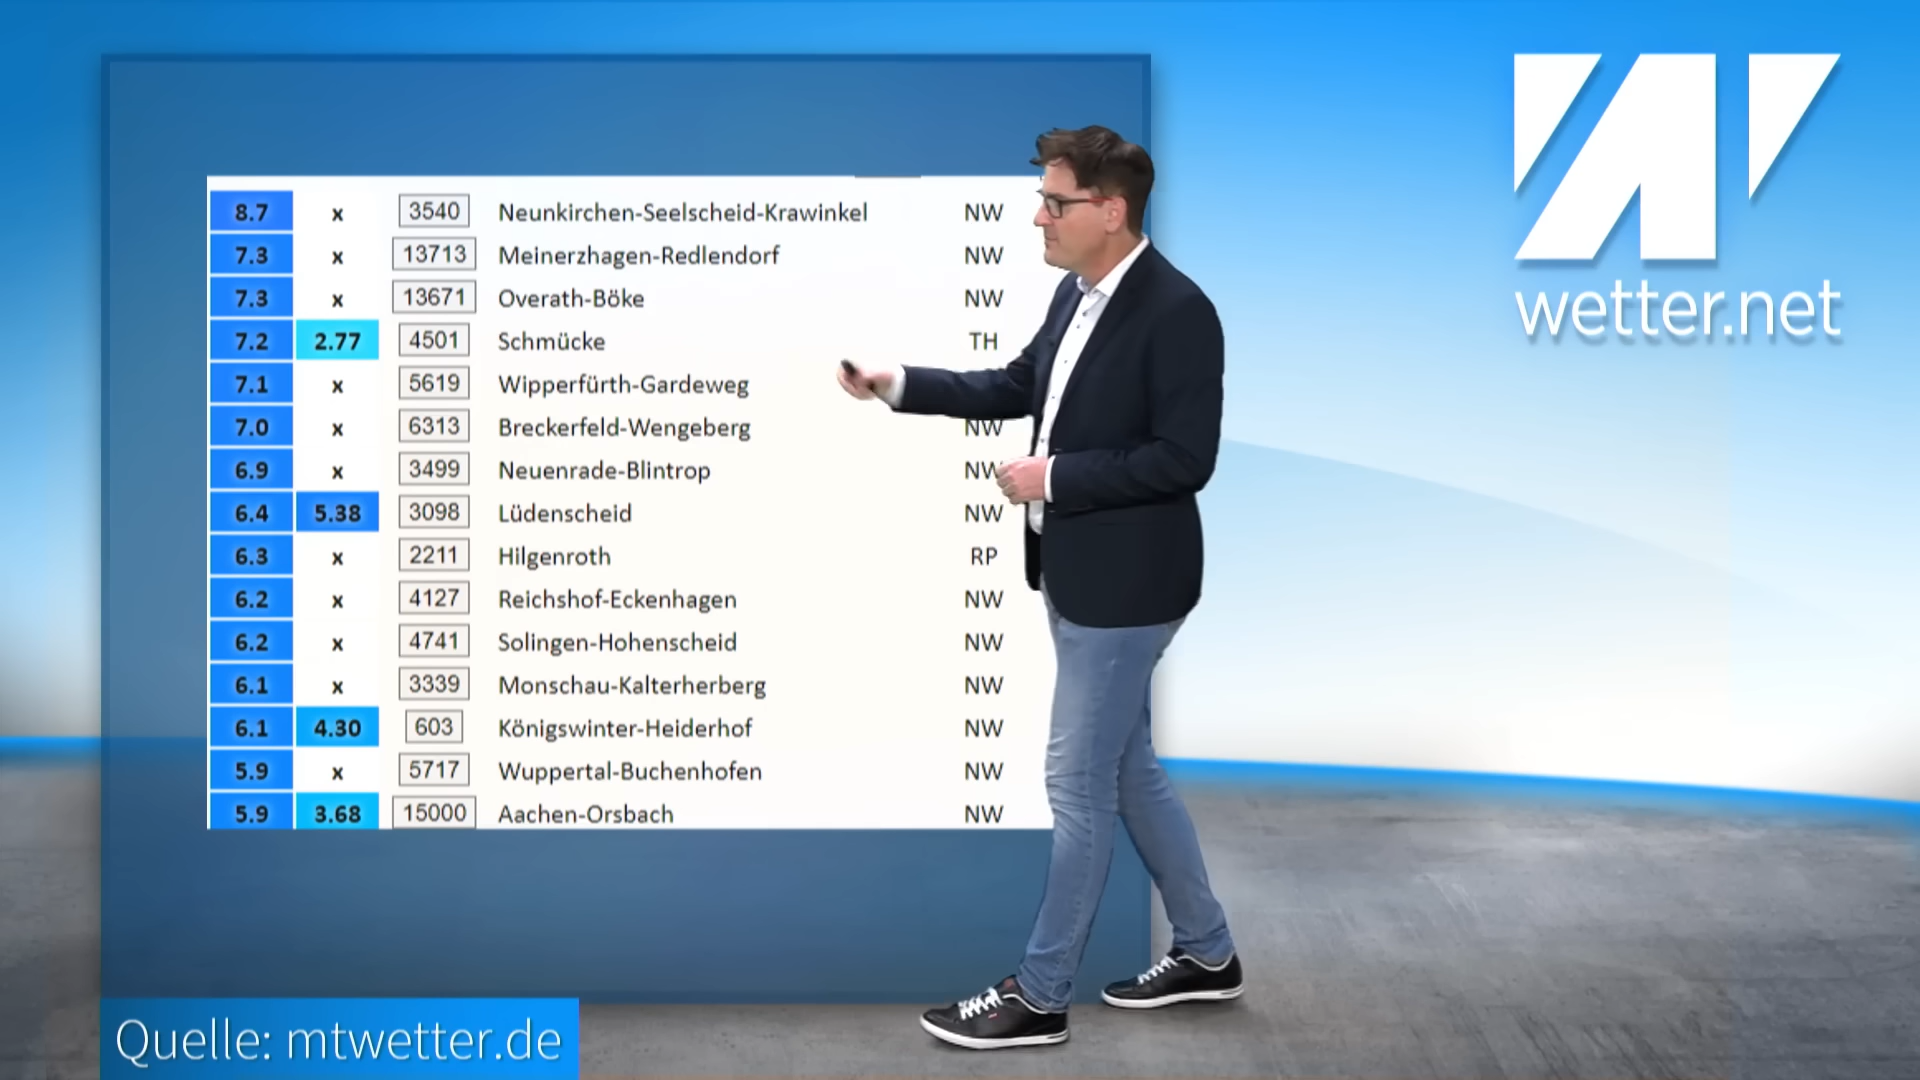 8.7 x 3540 Neunkirchen-Seelscheid-Krawinkel NW
7.3 x 13713 Meinerzhagen-Redlendorf NW
7.3 x 13671 Overath-Böke NW
7.2 2.77 4501 Schmücke TH
7.1 x 5619 Wipperfürth-Gardeweg
7.0 x 6313 Breckerfeld-Wengeberg NW
6.9 x 3499 Neuenrade-Blintrop NW
6.4 5.38 3098 Lüdenscheid NW
6.3 x 2211 Hilgenroth RP
6.2 x 4127 Reichshof-Eckenhagen NW
6.2 x 4741 Solingen-Hohenscheid NW
6.1 x 3339 Monschau-Kalterherberg NW
6.1 4.30 603 Königswinter-Heiderhof NW
5.9 x 5717 Wuppertal-Buchenhofen NW
5.9 3.68 15000 Aachen-Orsbach NW
wetter.net
Quelle: mtwetter.de